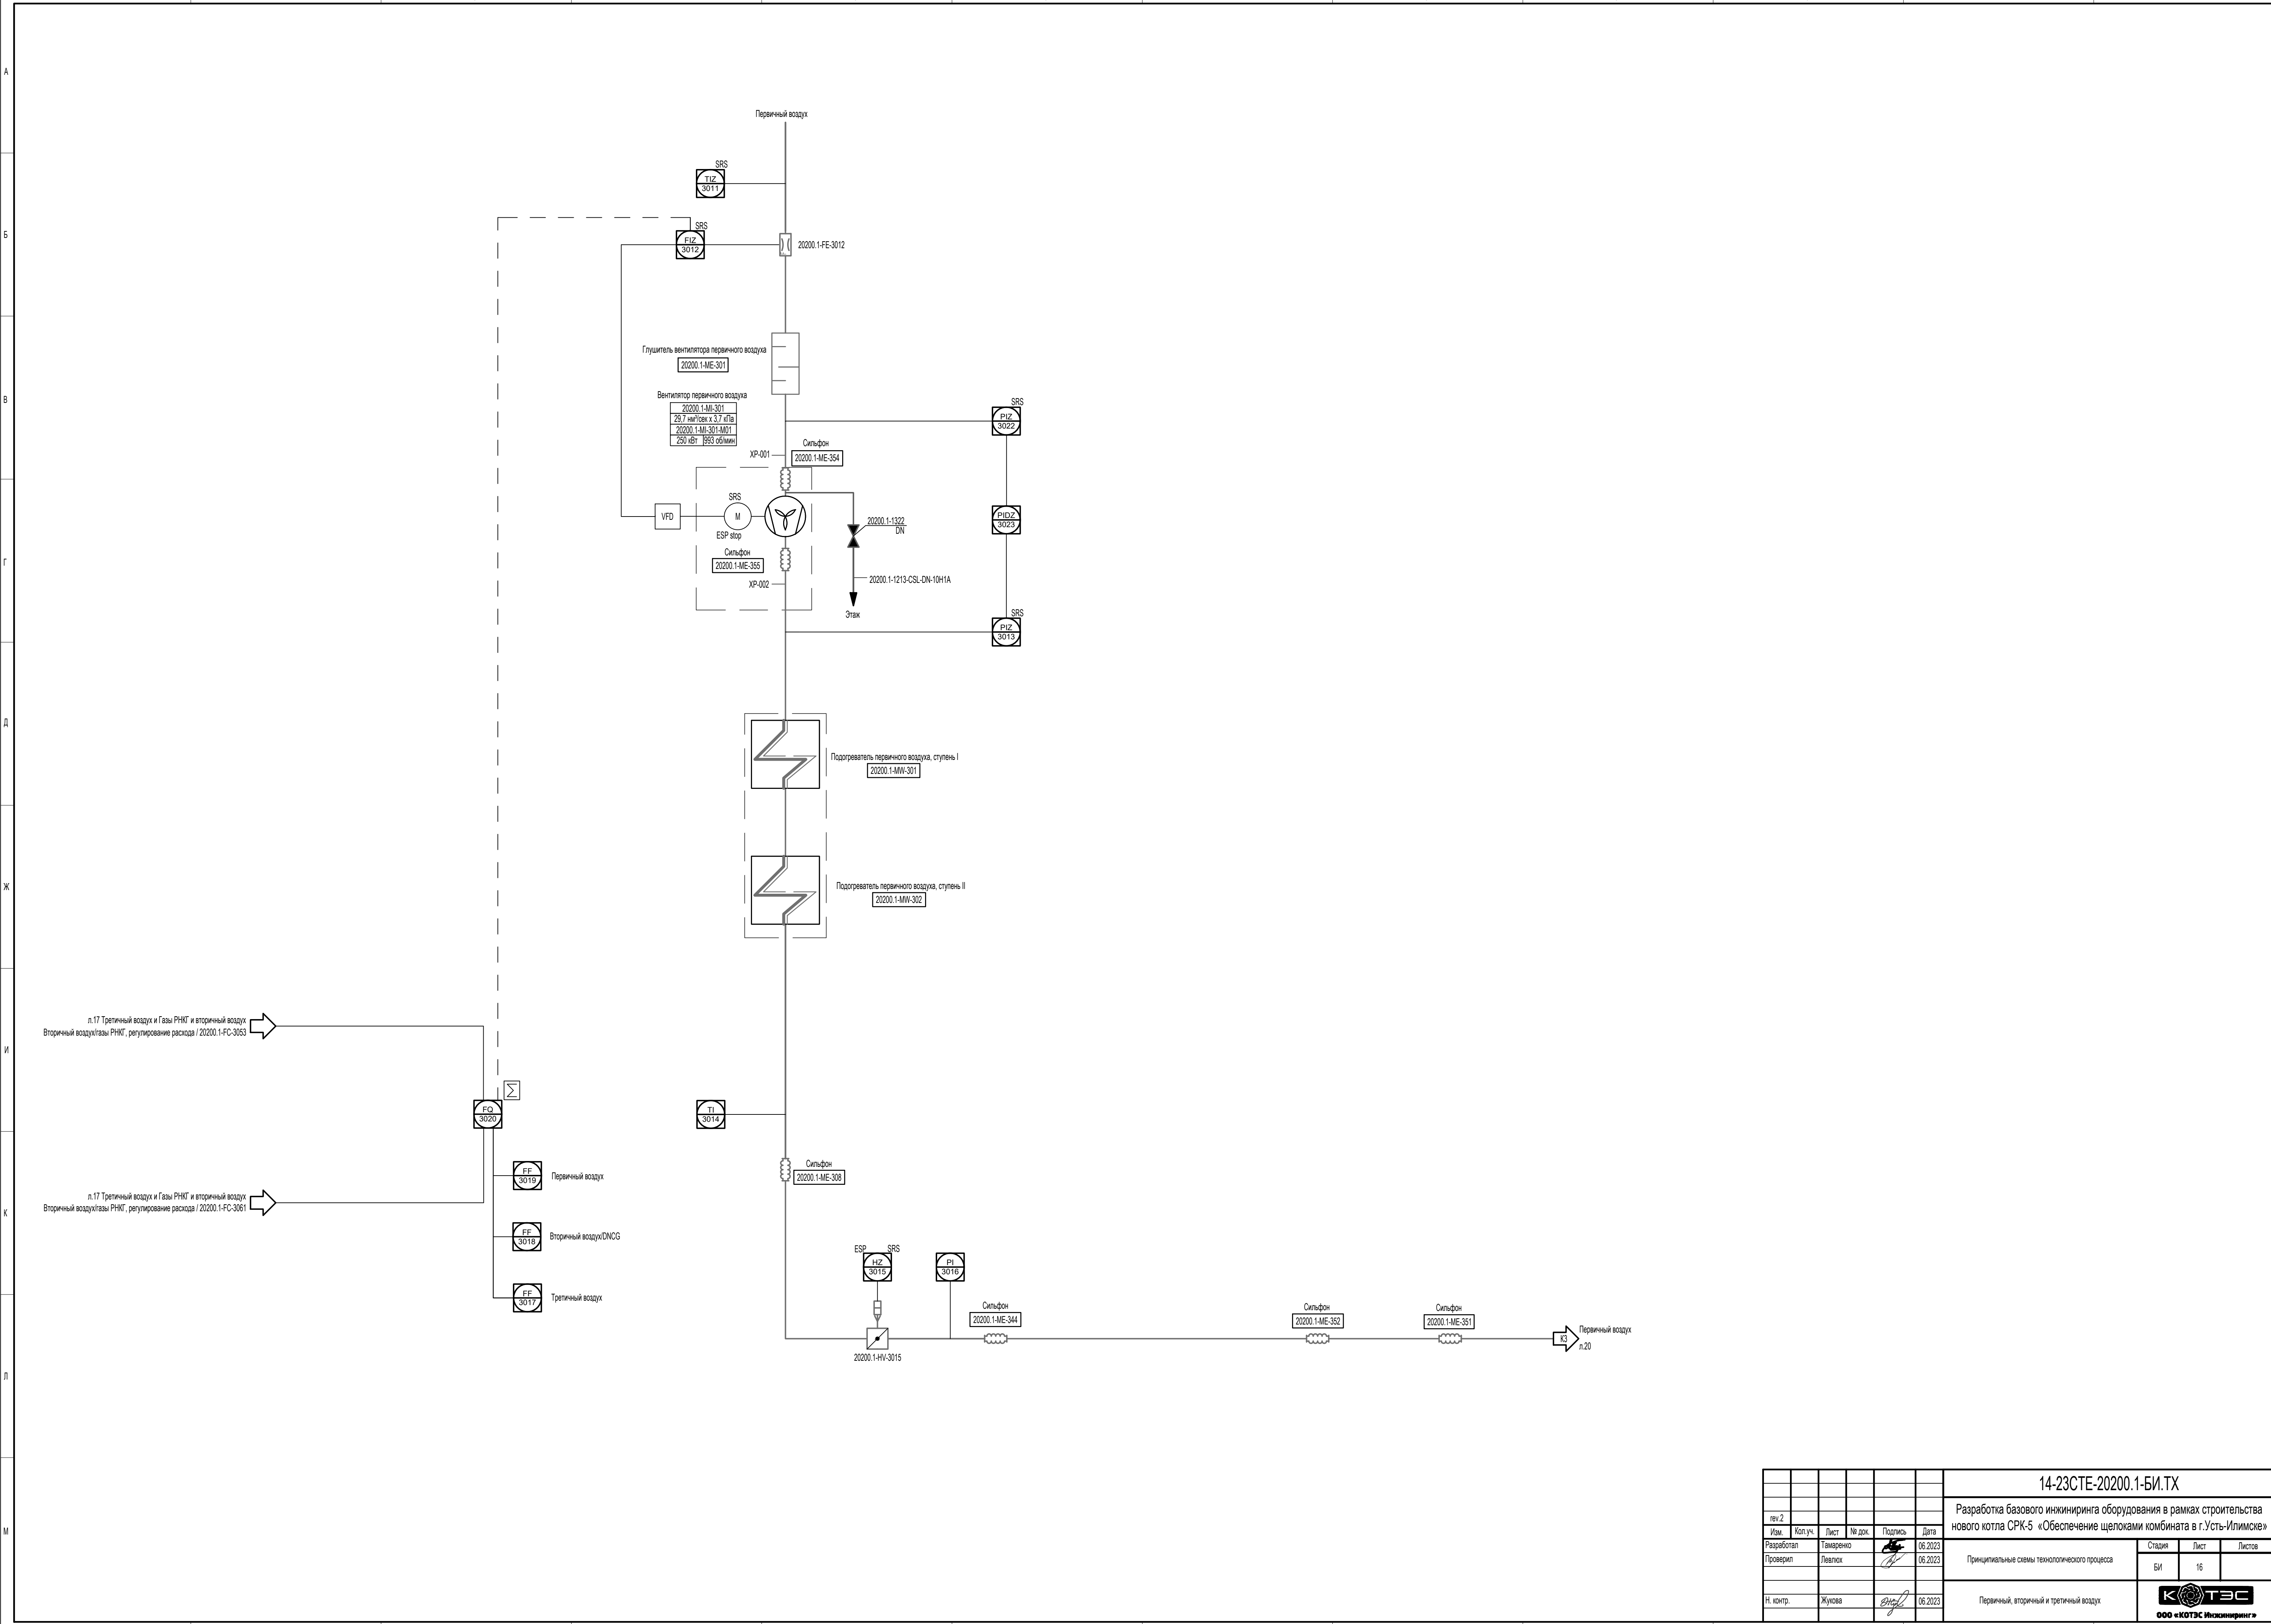 А
Б
В
Г
Д
Ж
И
К
Л
М
Первичный воздух
SRS
TIZ
3011
SRS
FIZ
3012
20200.1-FE-3012
Глушитель вентилятора первичного воздуха
20200.1-ME-301
Вентилятор первичного воздуха
20200.1-MI-301
29,7 нм³/сек x 3,7 кПа
20200.1-MI-301-M01
250 кВт 993 об/мин
SRS
PIZ
3022
Сильфон
20200.1-ME-354
XP-001
SRS
VFD
M
ESP stop
20200.1-1322
DN
PIDZ
3023
Сильфон
20200.1-ME-355
XP-002
20200.1-1213-CSL-DN-10H1A
Этаж
SRS
PIZ
3013
Подогреватель первичного воздуха, ступень I
20200.1-MW-301
Подогреватель первичного воздуха, ступень II
20200.1-MW-302
л.17 Третичный воздух и Газы РНКГ и вторичный воздух
Вторичный воздух/газы РНКГ, регулирование расхода / 20200.1-FC-3053
Σ
FQ
3020
TI
3014
FF
3019
Первичный воздух
Сильфон
20200.1-ME-308
л.17 Третичный воздух и Газы РНКГ и вторичный воздух
Вторичный воздух/газы РНКГ, регулирование расхода / 20200.1-FC-3061
FF
3018
Вторичный воздух/DNCG
FF
3017
Третичный воздух
ESP
SRS
HZ
3015
PI
3016
20200.1-HV-3015
Сильфон
20200.1-ME-344
Сильфон
20200.1-ME-352
Сильфон
20200.1-ME-351
К3
Первичный воздух
л.20
14-23СТЕ-20200.1-БИ.ТХ
Разработка базового инжиниринга оборудования в рамках строительства
нового котла СРК-5 «Обеспечение щелоками комбината в г.Усть-Илимске»
rev.2
Изм. Кол.уч. Лист № док. Подпись Дата
Разработал Тамаренко 06.2023
Проверил Левлюх 06.2023
Н. контр. Жукова 06.2023
Принципиальные схемы технологического процесса
Стадия Лист Листов
БИ 16
Первичный, вторичный и третичный воздух
КОТЭС
ООО «КОТЭС Инжиниринг»